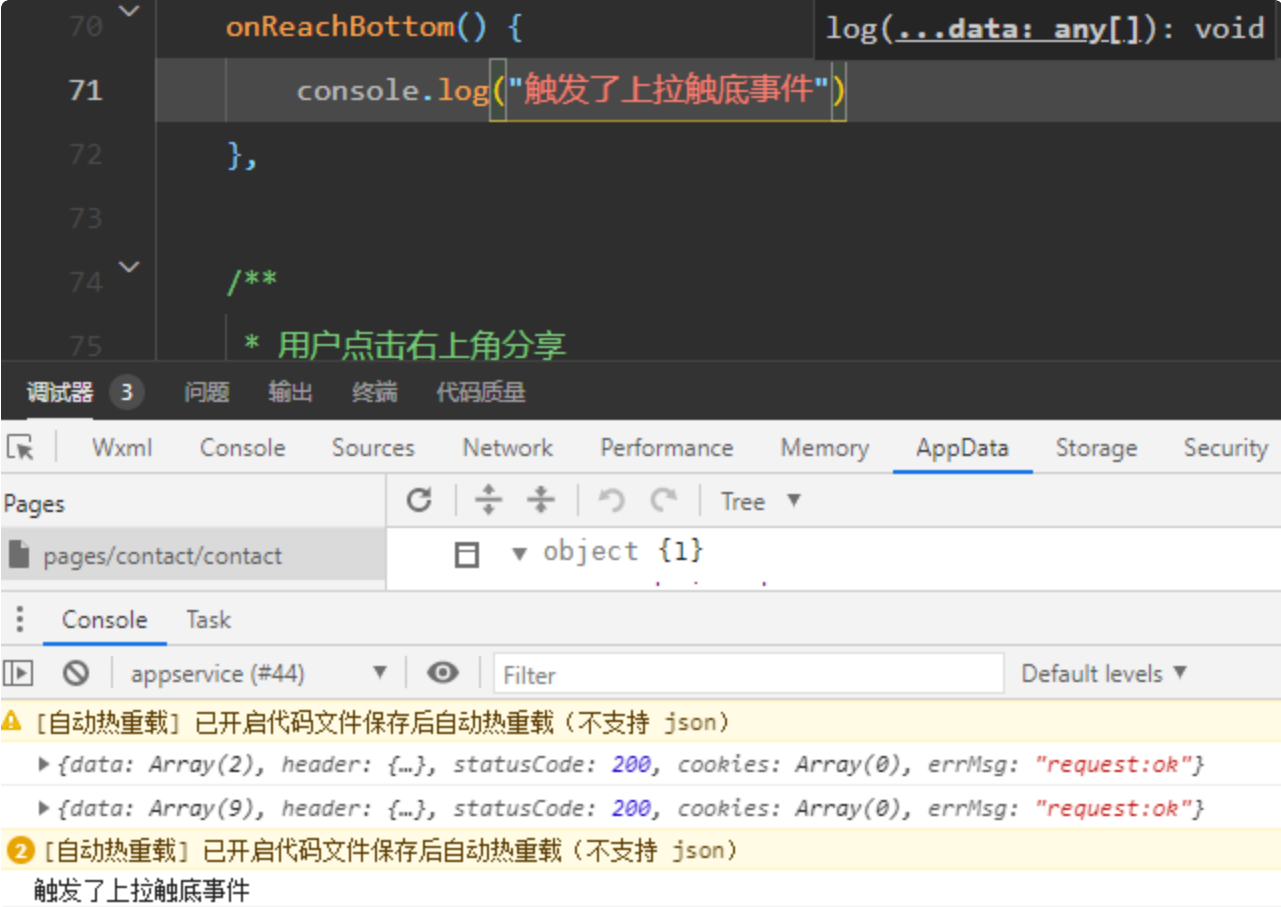 70 onReachBottom() { log(...data: any[]): void
71 console.log("触发了上拉触底事件")
72 },
73
74 /**
75 * 用户点击右上角分享
调试器 3 问题 输出 终端 代码质量
Wxml Console Sources Network Performance Memory AppData Storage Security
Pages Tree ▼
pages/contact/contact ▼ object {1}
Console Task
appservice (#44) ▼ Filter Default levels ▼
[自动热重载] 已开启代码文件保存后自动热重载（不支持 json）
▶ {data: Array(2), header: {…}, statusCode: 200, cookies: Array(0), errMsg: "request:ok"}
▶ {data: Array(9), header: {…}, statusCode: 200, cookies: Array(0), errMsg: "request:ok"}
2 [自动热重载] 已开启代码文件保存后自动热重载（不支持 json）
触发了上拉触底事件